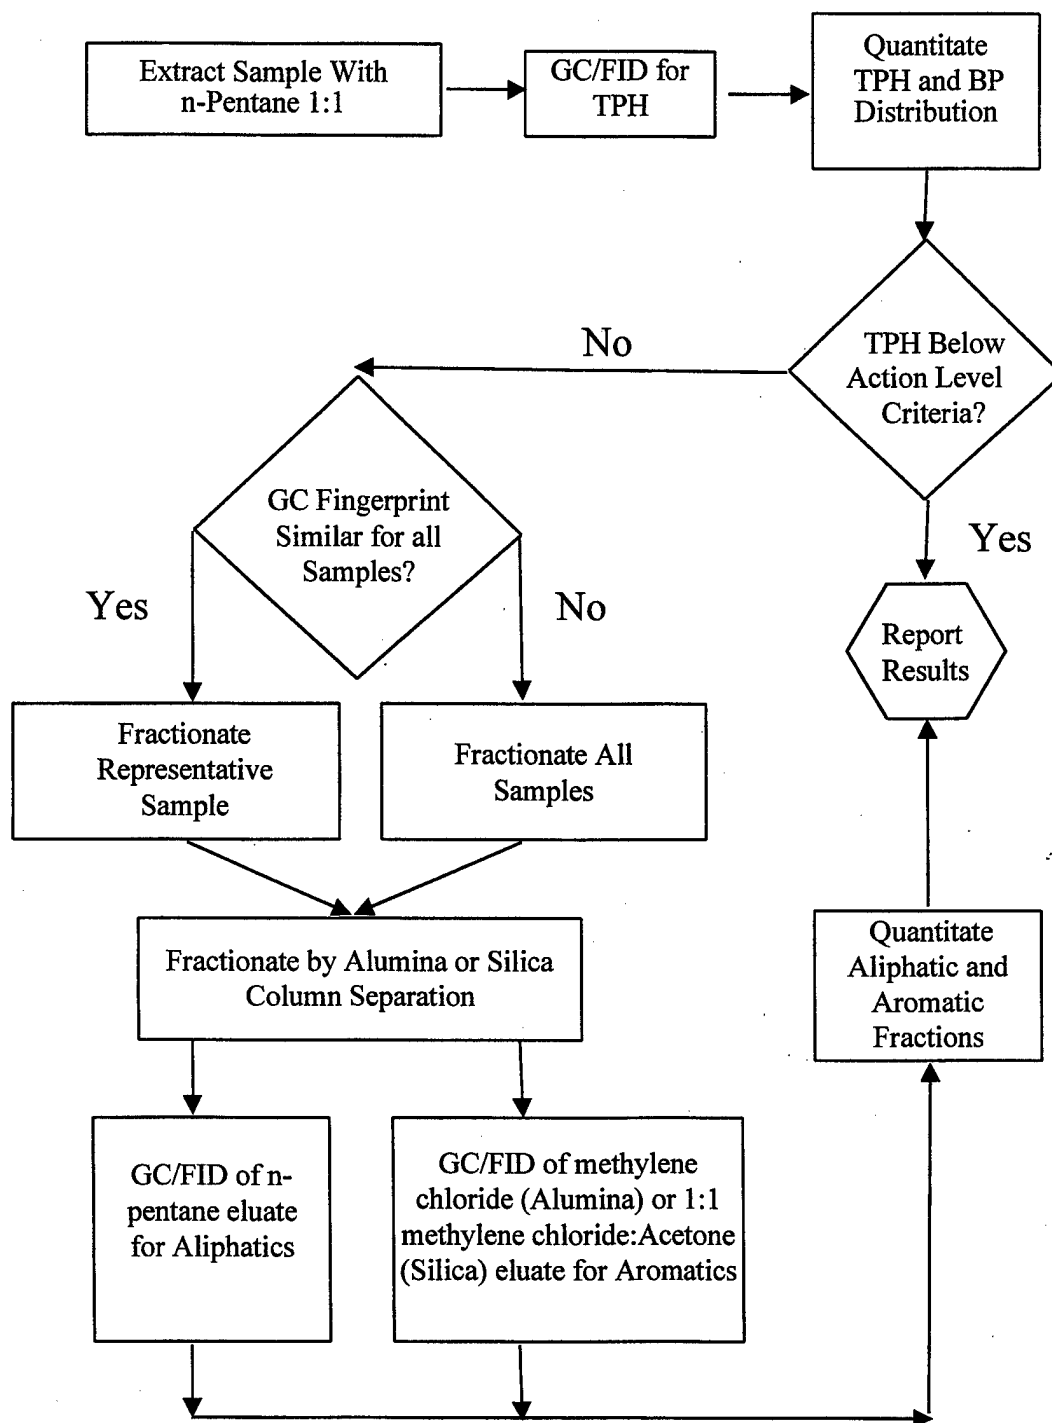 Extract Sample With
n-Pentane 1:1
GC/FID for
TPH
Quantitate
TPH and BP
Distribution
TPH Below
Action Level
Criteria?
No
GC Fingerprint
Similar for all
Samples?
Yes
Yes
No
Report
Results
Fractionate
Representative
Sample
Fractionate All
Samples
Fractionate by Alumina or Silica
Column Separation
Quantitate
Aliphatic and
Aromatic
Fractions
GC/FID of n-
pentane eluate
for Aliphatics
GC/FID of methylene
chloride (Alumina) or 1:1
methylene chloride:Acetone
(Silica) eluate for Aromatics